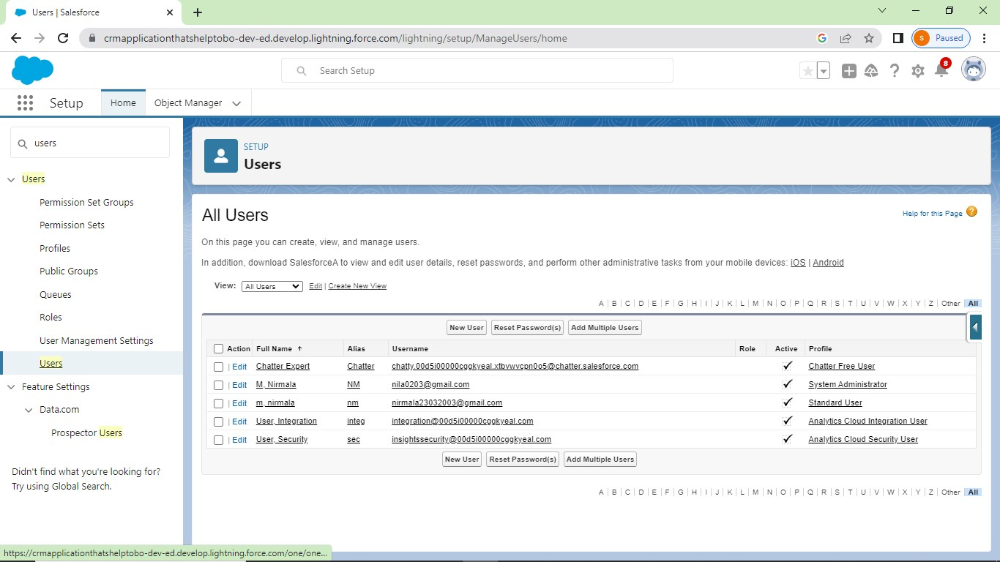 Users | Salesforce
crmapplicationthatshelptobo-dev-ed.develop.lightning.force.com/lightning/setup/ManageUsers/home
S Paused
Search Setup
8
Setup Home Object Manager
users
SETUP
Users
Users
Permission Set Groups
Permission Sets
Profiles
Public Groups
Queues
Roles
User Management Settings
Users
Feature Settings
Data.com
Prospector Users
Didn't find what you're looking for?
Try using Global Search.
All Users
Help for this Page ?
On this page you can create, view, and manage users.
In addition, download SalesforceA to view and edit user details, reset passwords, and perform other administrative tasks from your mobile devices: iOS | Android
View: All Users Edit | Create New View
A | B | C | D | E | F | G | H | I | J | K | L | M | N | O | P | Q | R | S | T | U | V | W | X | Y | Z | Other | All
New User Reset Password(s) Add Multiple Users
Action Full Name ↑ Alias Username Role Active Profile
| Edit Chatter Expert Chatter chatty.00d5i00000cggkyeal.xtbvwvcpn0o5@chatter.salesforce.com ✓ Chatter Free User
| Edit M, Nirmala NM nila0203@gmail.com ✓ System Administrator
| Edit m, nirmala nm nirmala23032003@gmail.com ✓ Standard User
| Edit User, Integration integ integration@00d5i00000cggkyeal.com ✓ Analytics Cloud Integration User
| Edit User, Security sec insightssecurity@00d5i00000cggkyeal.com ✓ Analytics Cloud Security User
New User Reset Password(s) Add Multiple Users
A | B | C | D | E | F | G | H | I | J | K | L | M | N | O | P | Q | R | S | T | U | V | W | X | Y | Z | Other | All
https://crmapplicationthatshelptobo-dev-ed.develop.lightning.force.com/one/one...